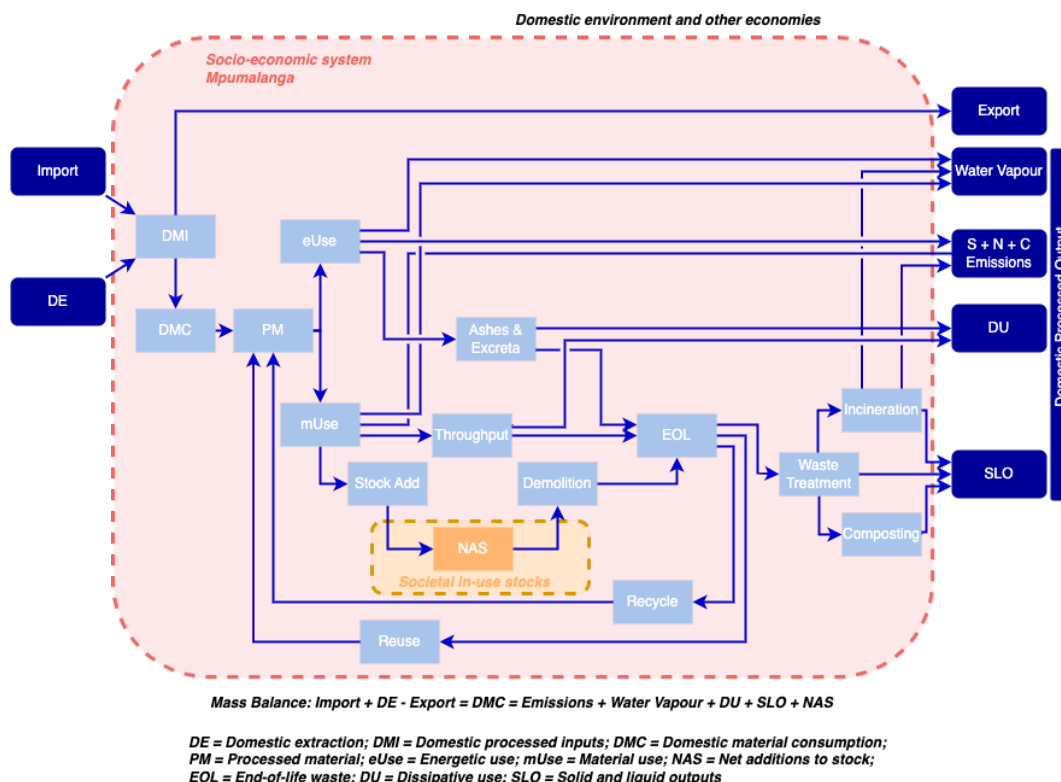 Domestic environment and other economies
Socio-economic system
Mpumalanga
Export
Import
Water Vapour
DMI
eUse
S + N + C
Emissions
DE
DMC
PM
Ashes &
Excreta
DU
Domestic Processed Output
Incineration
mUse
Throughput
EOL
Waste
Treatment
SLO
Stock Add
Demolition
Composting
NAS
Societal in-use stocks
Recycle
Reuse
Mass Balance: Import + DE - Export = DMC = Emissions + Water Vapour + DU + SLO + NAS
DE = Domestic extraction; DMI = Domestic processed inputs; DMC = Domestic material consumption;
PM = Processed material; eUse = Energetic use; mUse = Material use; NAS = Net additions to stock;
EOL = End-of-life waste; DU = Dissipative use; SLO = Solid and liquid outputs